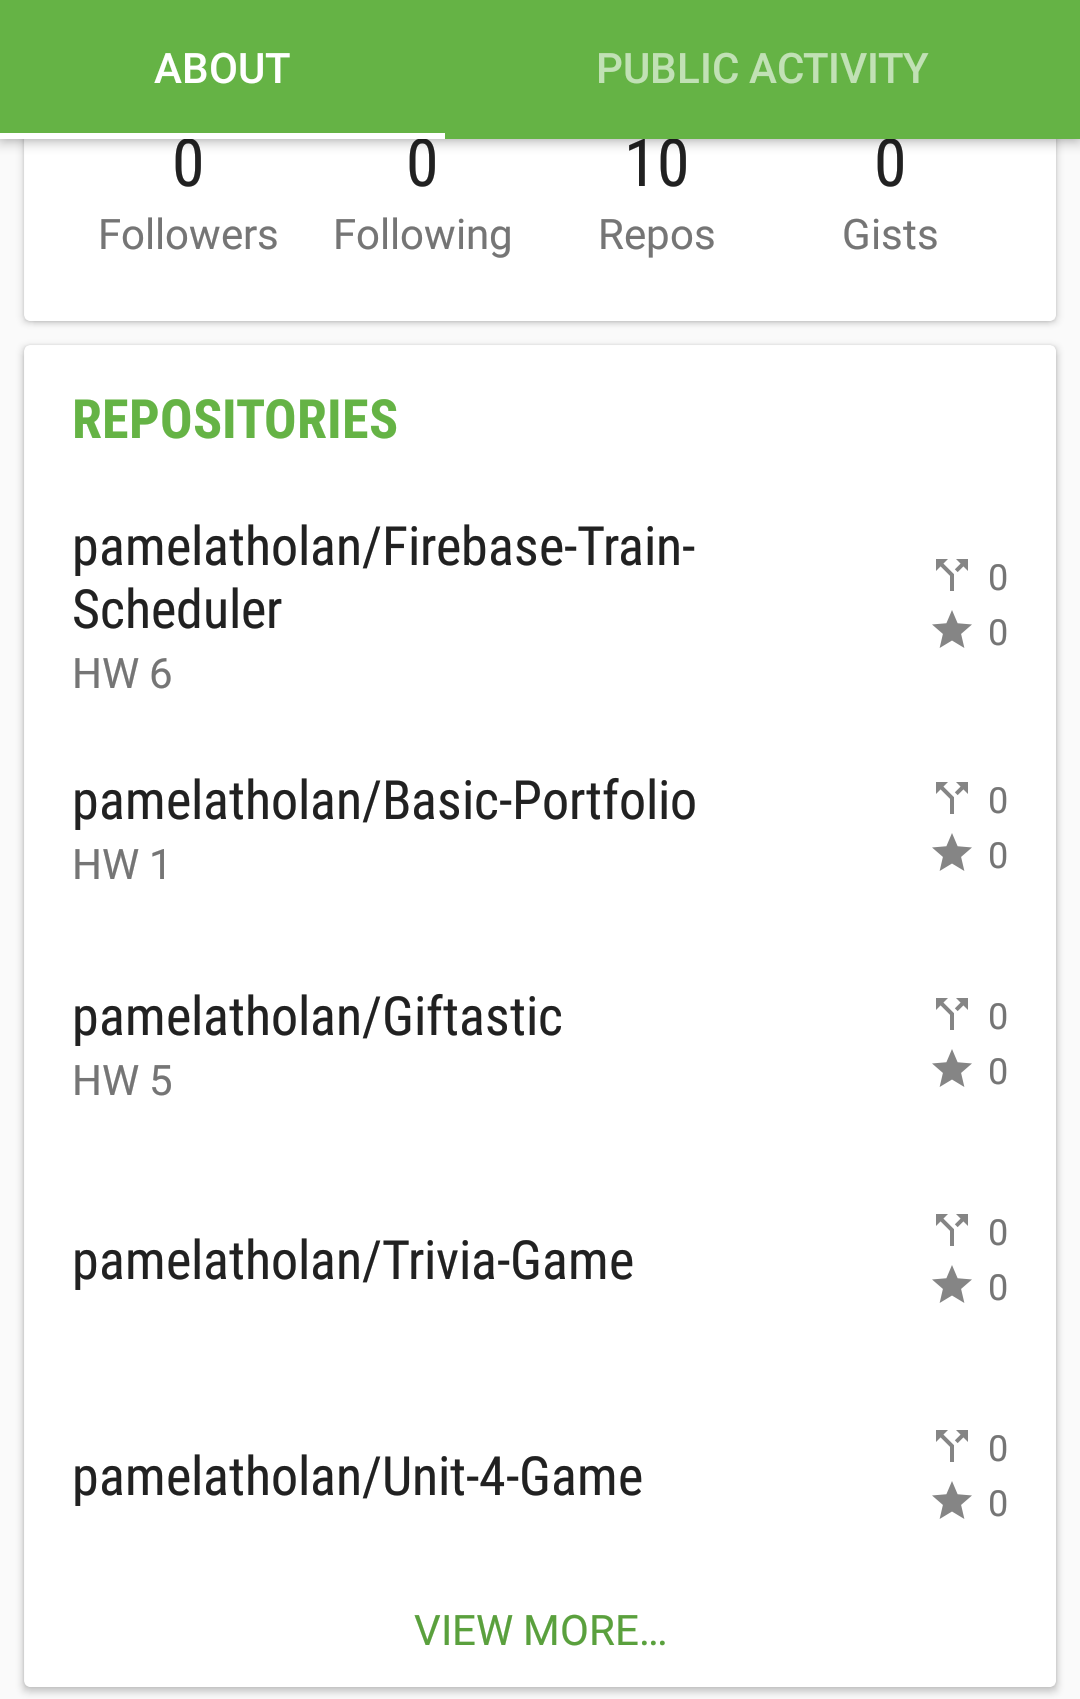 ABOUT PUBLIC ACTIVITY
0 0 10 0
Followers Following Repos Gists
REPOSITORIES
pamelatholan/Firebase-Train-
Scheduler
HW 6
0
0
pamelatholan/Basic-Portfolio
HW 1
0
0
pamelatholan/Giftastic
HW 5
0
0
pamelatholan/Trivia-Game
0
0
pamelatholan/Unit-4-Game
0
0
VIEW MORE...